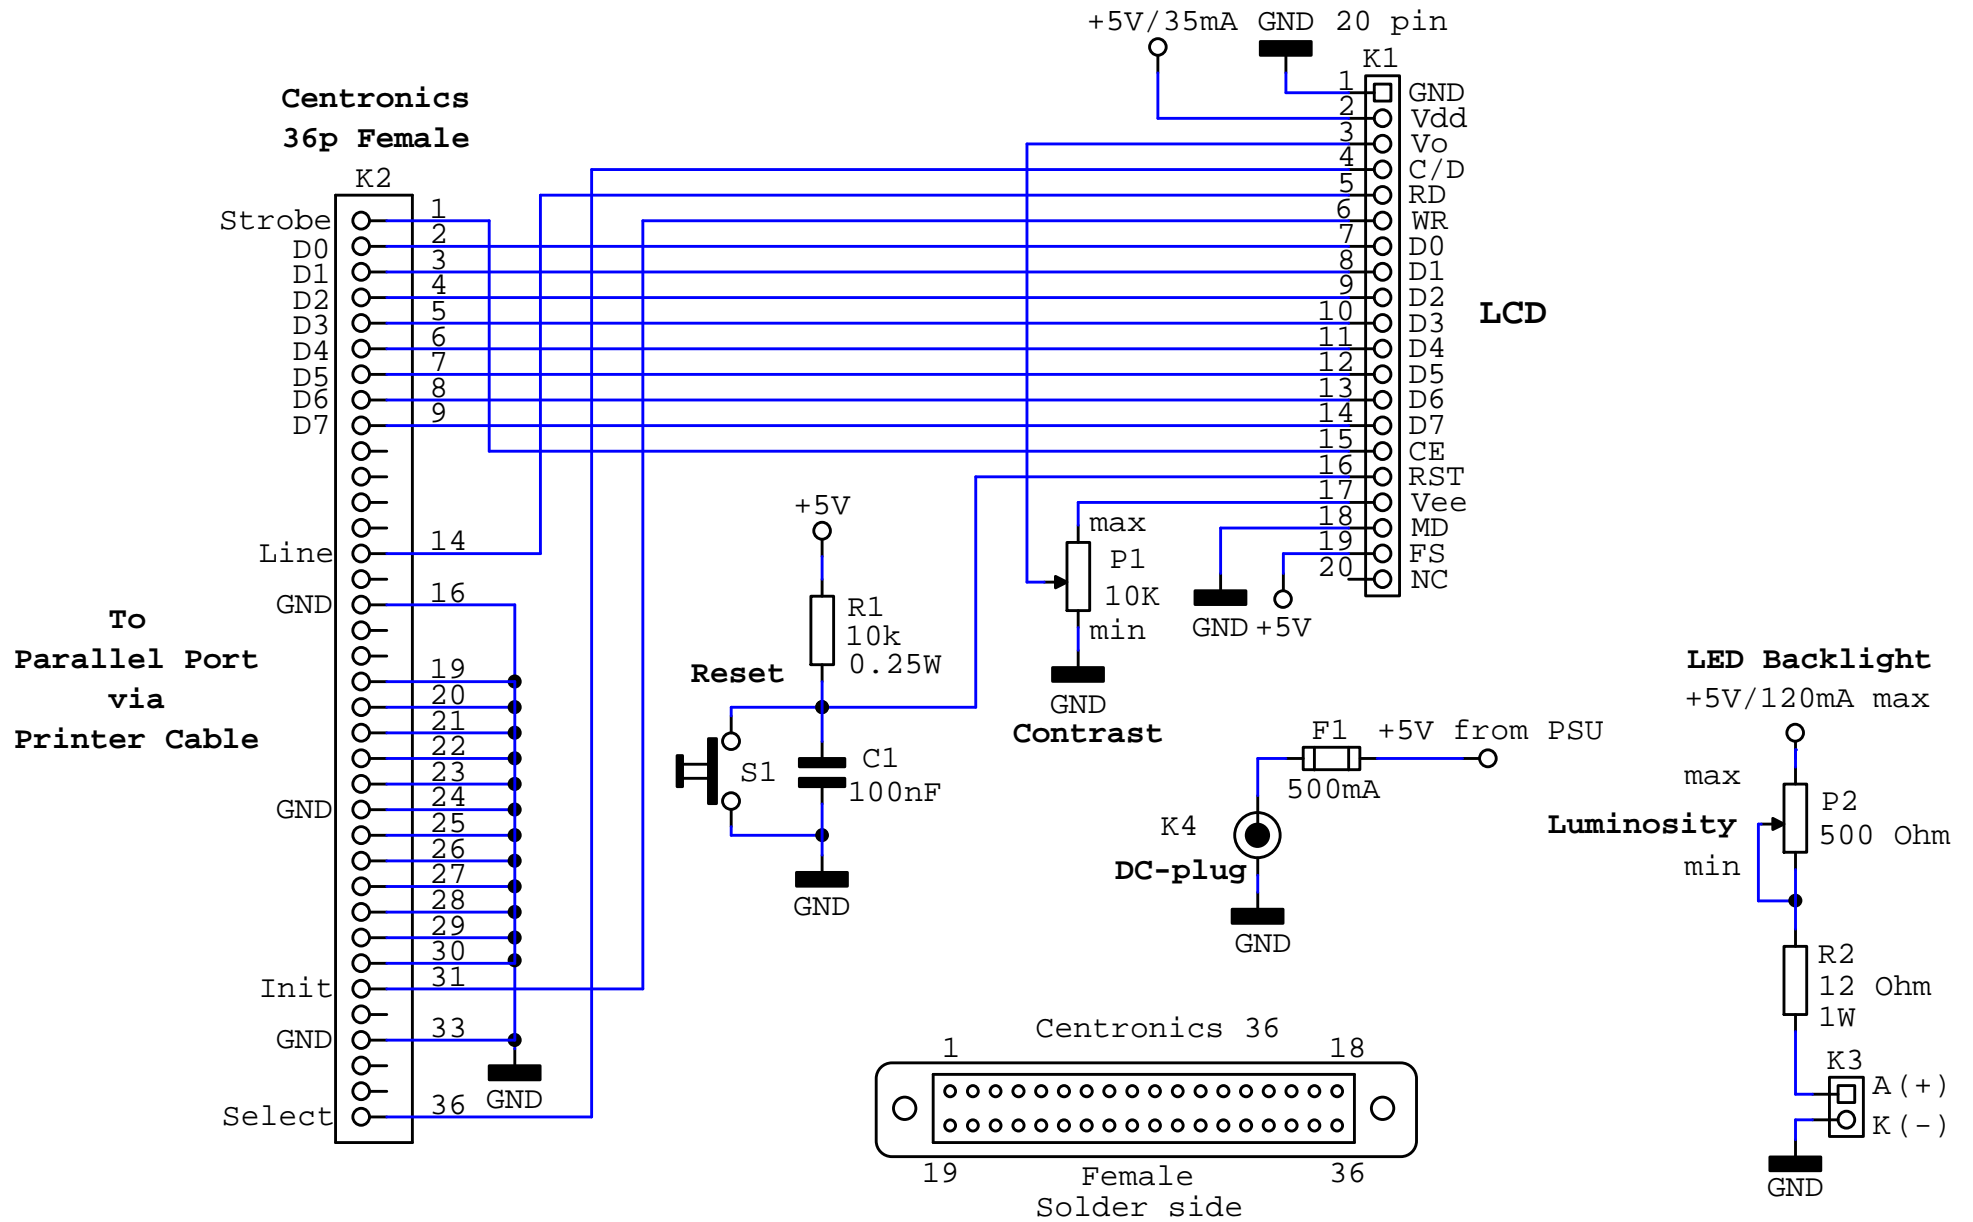 +5V/35mA GND 20 pin
K1
1 GND
2 Vdd
3 Vo
4 C/D
5 RD
6 WR
7 D0
8 D1
9 D2
10 D3
11 D4
12 D5
13 D6
14 D7
15 CE
16 RST
17 Vee
18 MD
19 FS
20 NC
LCD
Centronics
36p Female
K2
Strobe 1
D0 2
D1 3
D2 4
D3 5
D4 6
D5 7
D6 8
D7 9
Line 14
GND 16
19
20
21
22
23
GND 24
25
26
27
28
29
30
Init 31
GND 33
Select 36
GND
To
Parallel Port
via
Printer Cable
+5V
R1
10k
0.25W
Reset
S1
C1
100nF
GND
max
P1
10K
min
GND
Contrast
GND +5V
F1 +5V from PSU
500mA
K4
DC-plug
GND
LED Backlight
+5V/120mA max
max
P2
Luminosity
500 Ohm
min
R2
12 Ohm
1W
K3
A(+)
K(-)
GND
Centronics 36
1 18
19 36
Female
Solder side